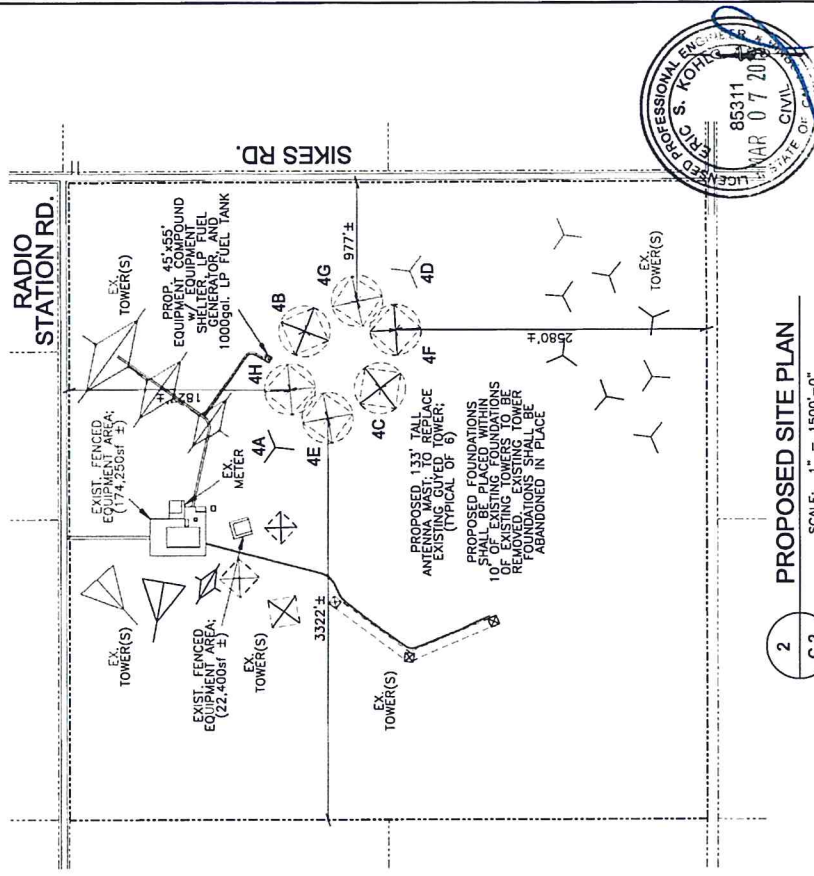 RADIO
STATION RD.
SIKES RD.
EX.
TOWER(S)
PROP. 45'x55'
EQUIPMENT COMPOUND
W/ EQUIPMENT
SHELTER, LP FUEL
GENERATOR, AND
1000gal. LP FUEL TANK
EXIST. FENCED
EQUIPMENT AREA;
(174,250sf ±)
EX.
METER
977'±
4B
4G
4D
4H
4F
4A
4E
4C
EX.
TOWER(S)
EXIST. FENCED
EQUIPMENT AREA;
(22,400sf ±)
EX.
TOWER(S)
3322'±
2580'±
PROPOSED 133' TALL
ANTENNA MAST; TO REPLACE
EXISTING GUYED TOWER;
(TYPICAL OF 6)
PROPOSED FOUNDATIONS
SHALL BE PLACED WITHIN
10' OF EXISTING FOUNDATIONS
OF EXISTING TOWERS TO BE
REMOVED. EXISTING TOWER
FOUNDATIONS SHALL BE
ABANDONED IN PLACE
EX.
TOWER(S)
EX.
TOWER(S)
LICENSED PROFESSIONAL ENGINEER
ERIC S. KOHL
85311
MAR 07
CIVIL
STATE OF
2
PROPOSED SITE PLAN
SCALE: 1" = 1500'-0"